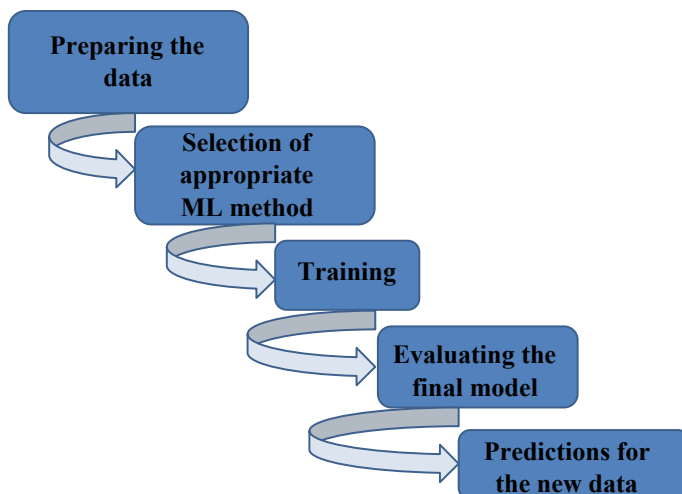 Preparing the
data
Selection of
appropriate
ML method
Training
Evaluating the
final model
Predictions for
the new data